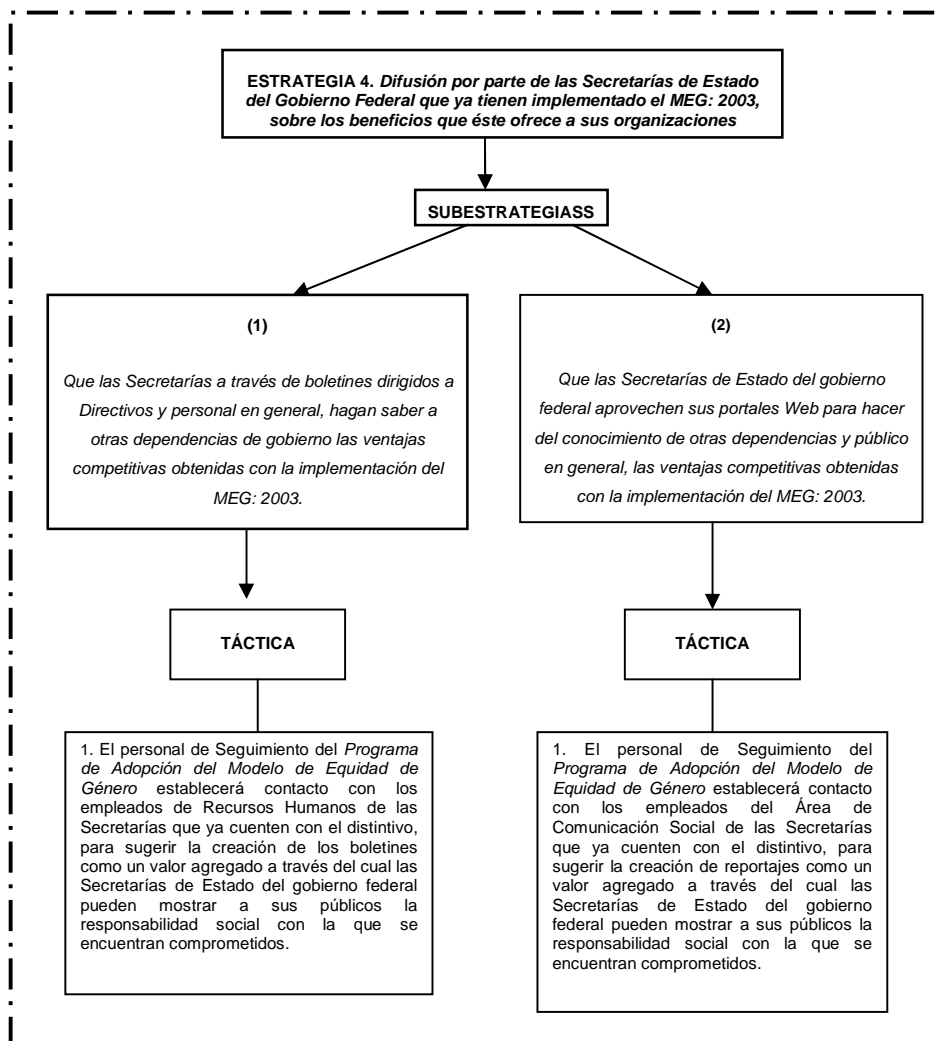 ESTRATEGIA 4. Difusión por parte de las Secretarías de Estado
del Gobierno Federal que ya tienen implementado el MEG: 2003,
sobre los beneficios que éste ofrece a sus organizaciones
SUBESTRATEGIASS
(1)
Que las Secretarías a través de boletines dirigidos a
Directivos y personal en general, hagan saber a
otras dependencias de gobierno las ventajas
competitivas obtenidas con la implementación del
MEG: 2003.
(2)
Que las Secretarías de Estado del gobierno
federal aprovechen sus portales Web para hacer
del conocimiento de otras dependencias y público
en general, las ventajas competitivas obtenidas
con la implementación del MEG: 2003.
TÁCTICA
TÁCTICA
1. El personal de Seguimiento del Programa
de Adopción del Modelo de Equidad de
Género establecerá contacto con los
empleados de Recursos Humanos de las
Secretarías que ya cuenten con el distintivo,
para sugerir la creación de los boletines
como un valor agregado a través del cual las
Secretarías de Estado del gobierno federal
pueden mostrar a sus públicos la
responsabilidad social con la que se
encuentran comprometidos.
1. El personal de Seguimiento del
Programa de Adopción del Modelo de
Equidad de Género establecerá contacto
con los empleados del Área de
Comunicación Social de las Secretarías
que ya cuenten con el distintivo, para
sugerir la creación de reportajes como un
valor agregado a través del cual las
Secretarías de Estado del gobierno
federal pueden mostrar a sus públicos la
responsabilidad social con la que se
encuentran comprometidos.